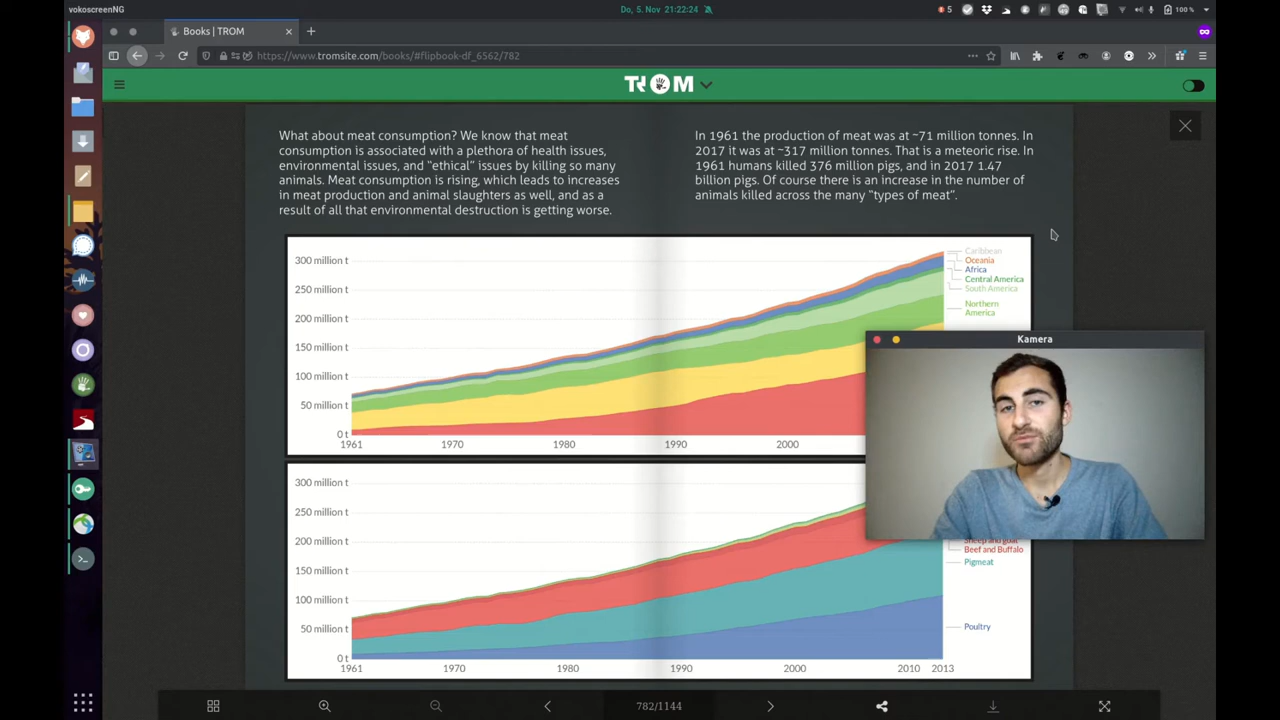 vokoscreenNG
Do, 5. Nov 21:22:24
5
100 %
Books | TROM
https://www.tromsite.com/books/#flipbook-df_6562/782
TROM
What about meat consumption? We know that meat
consumption is associated with a plethora of health issues,
environmental issues, and "ethical" issues by killing so many
animals. Meat consumption is rising, which leads to increases
in meat production and animal slaughters as well, and as a
result of all that environmental destruction is getting worse.
In 1961 the production of meat was at ~71 million tonnes. In
2017 it was at ~317 million tonnes. That is a meteoric rise. In
1961 humans killed 376 million pigs, and in 2017 1.47
billion pigs. Of course there is an increase in the number of
animals killed across the many "types of meat".
300 million t
250 million t
200 million t
150 million t
100 million t
50 million t
0 t
1961
1970
1980
1990
2000
Caribbean
Oceania
Africa
Central America
South America
Northern
America
Kamera
300 million t
250 million t
200 million t
150 million t
100 million t
50 million t
0 t
1961
1970
1980
1990
2000
2010
2013
Sheep and goat
Beef and Buffalo
Pigmeat
Poultry
782/1144